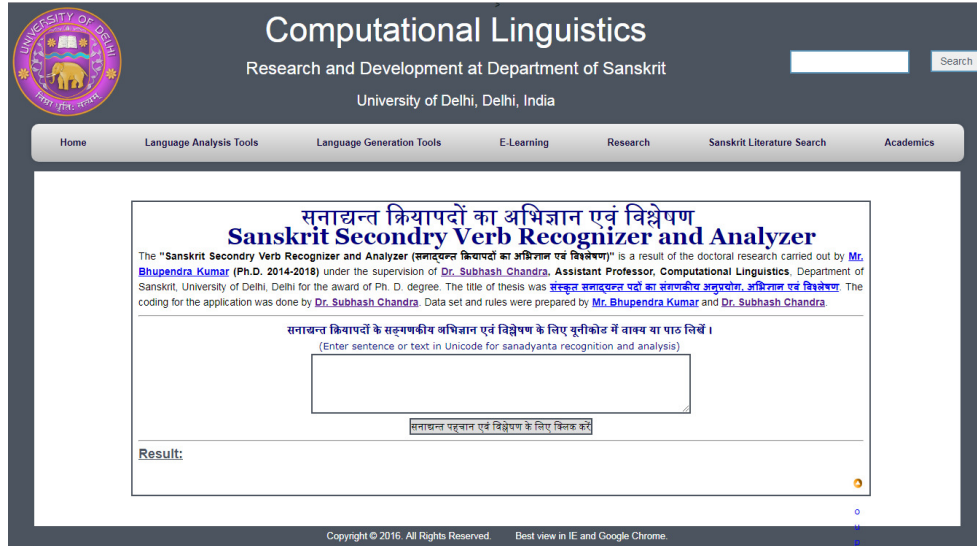 UNIVERSITY OF DELHI
Computational Linguistics
Research and Development at Department of Sanskrit
University of Delhi, Delhi, India
Search
Home Language Analysis Tools Language Generation Tools E-Learning Research Sanskrit Literature Search Academics
सनाद्यन्त क्रियापदों का अभिज्ञान एवं विश्लेषण
Sanskrit Secondry Verb Recognizer and Analyzer
The "Sanskrit Secondry Verb Recognizer and Analyzer (सनाद्यन्त क्रियापदों का अभिज्ञान एवं विश्लेषण)" is a result of the doctoral research carried out by Mr.
Bhupendra Kumar (Ph.D. 2014-2018) under the supervision of Dr. Subhash Chandra, Assistant Professor, Computational Linguistics, Department of
Sanskrit, University of Delhi, Delhi for the award of Ph. D. degree. The title of thesis was संस्कृत सनाद्यन्त पदों का संगणकीय अनुप्रयोग, अभिज्ञान एवं विश्लेषण. The
coding for the application was done by Dr. Subhash Chandra. Data set and rules were prepared by Mr. Bhupendra Kumar and Dr. Subhash Chandra.
सनाद्यन्त क्रियापदों के सङ्गणकीय अभिज्ञान एवं विश्लेषण के लिए यूनीकोड में वाक्य या पाठ लिखें ।
(Enter sentence or text in Unicode for sanadyanta recognition and analysis)
सनाद्यन्त पहचान एवं विश्लेषण के लिए क्लिक करें
Result:
o
u
p
Copyright © 2016. All Rights Reserved. Best view in IE and Google Chrome.